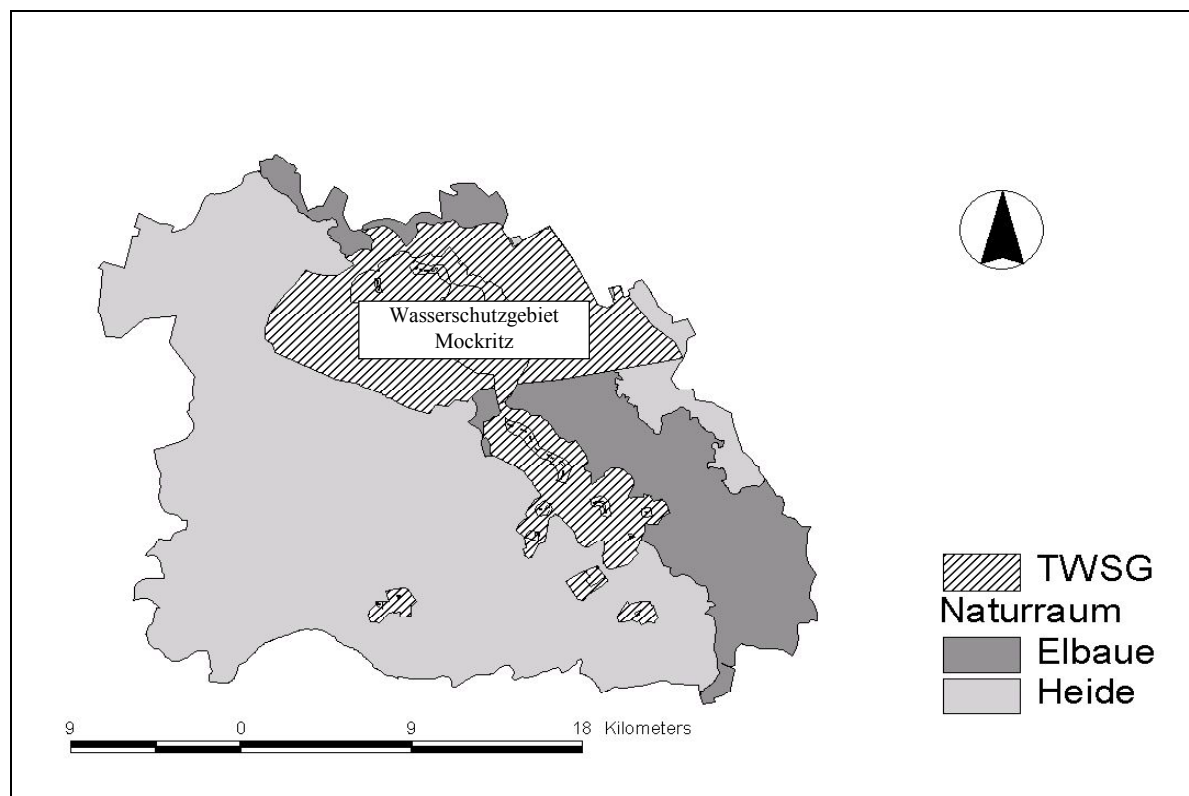 Wasserschutzgebiet
Mockritz
TWSG
Naturraum
Elbaue
Heide
9 0 9 18 Kilometers